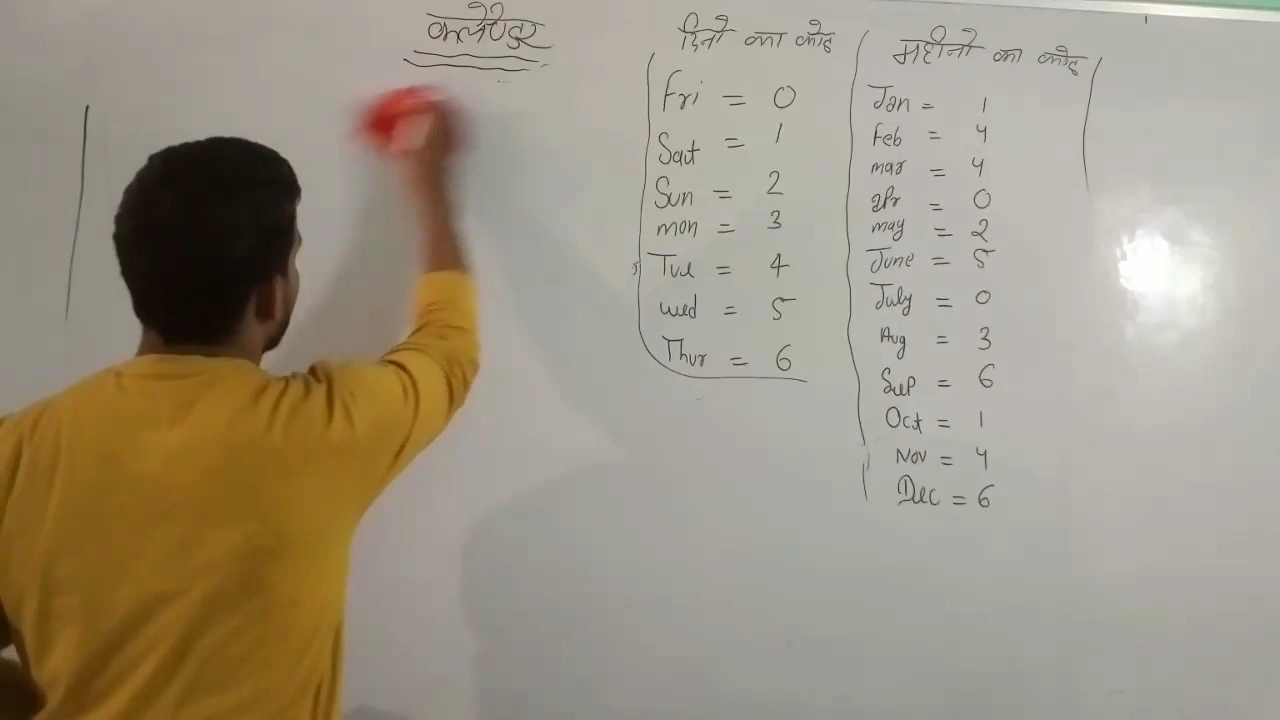 कलेण्डर
दिनो का कोड
Fri = 0
Sat = 1
Sun = 2
mon = 3
Tue = 4
wed = 5
Thur = 6
महीनो का कोड
Jan = 1
Feb = 4
mar = 4
apr = 0
may = 2
June = 5
July = 0
Aug = 3
Sep = 6
Oct = 1
Nov = 4
Dec = 6